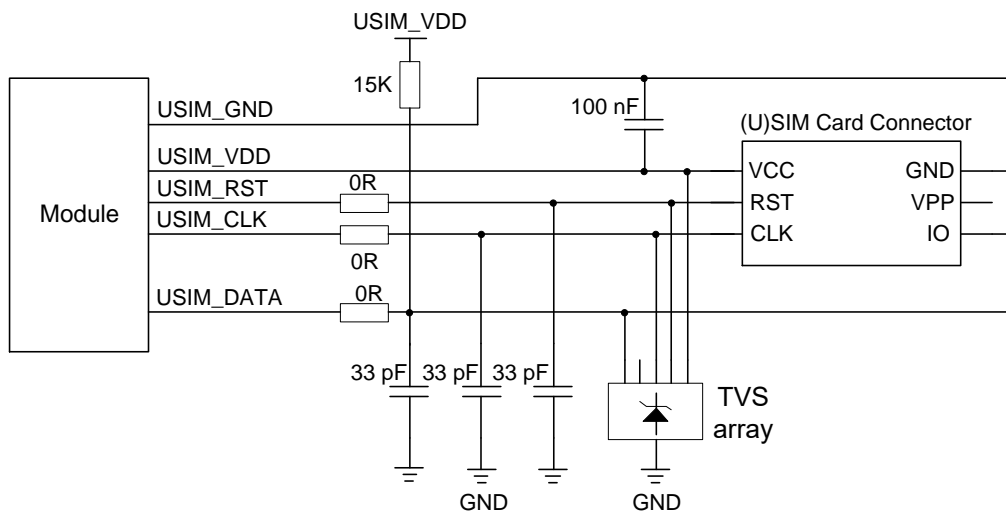 USIM_VDD
15K
USIM_GND
100 nF
(U)SIM Card Connector
USIM_VDD
VCC
GND
USIM_RST
0R
RST
VPP
Module
USIM_CLK
CLK
IO
0R
USIM_DATA
0R
33 pF
33 pF
33 pF
TVS
array
GND
GND